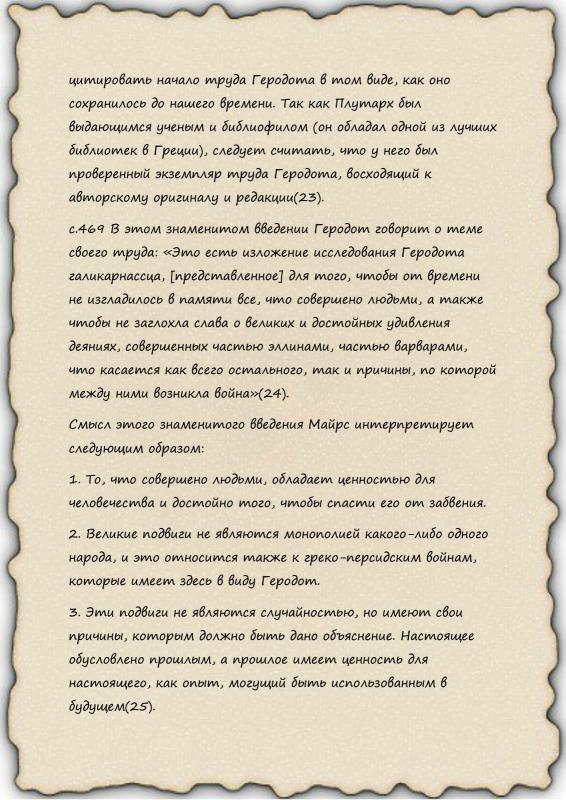 цитировать начало труда Геродота в том виде, как оно
сохранилось до нашего времени. Так как Плутарх был
выдающимся ученым и библиофилом (он обладал одной из лучших
библиотек в Греции), следует считать, что у него был
проверенный экземпляр труда Геродота, восходящий к
авторскому оригиналу и редакции(23).
с.469 В этом знаменитом введении Геродот говорит о теме
своего труда: «Это есть изложение исследования Геродота
галикарнассца, [представленное] для того, чтобы от времени
не изгладилось в памяти все, что совершено людьми, а также
чтобы не заглохла слава о великих и достойных удивления
деяниях, совершенных частью эллинами, частью варварами,
что касается как всего остального, так и причины, по которой
между ними возникла война»(24).
Смысл этого знаменитого введения Майрс интерпретирует
следующим образом:
1. То, что совершено людьми, обладает ценностью для
человечества и достойно того, чтобы спасти его от забвения.
2. Великие подвиги не являются монополией какого-либо одного
народа, и это относится также к греко-персидским войнам,
которые имеет здесь в виду Геродот.
3. Эти подвиги не являются случайностью, но имеют свои
причины, которым должно быть дано объяснение. Настоящее
обусловлено прошлым, а прошлое имеет ценность для
настоящего, как опыт, могущий быть использованным в
будущем(25).